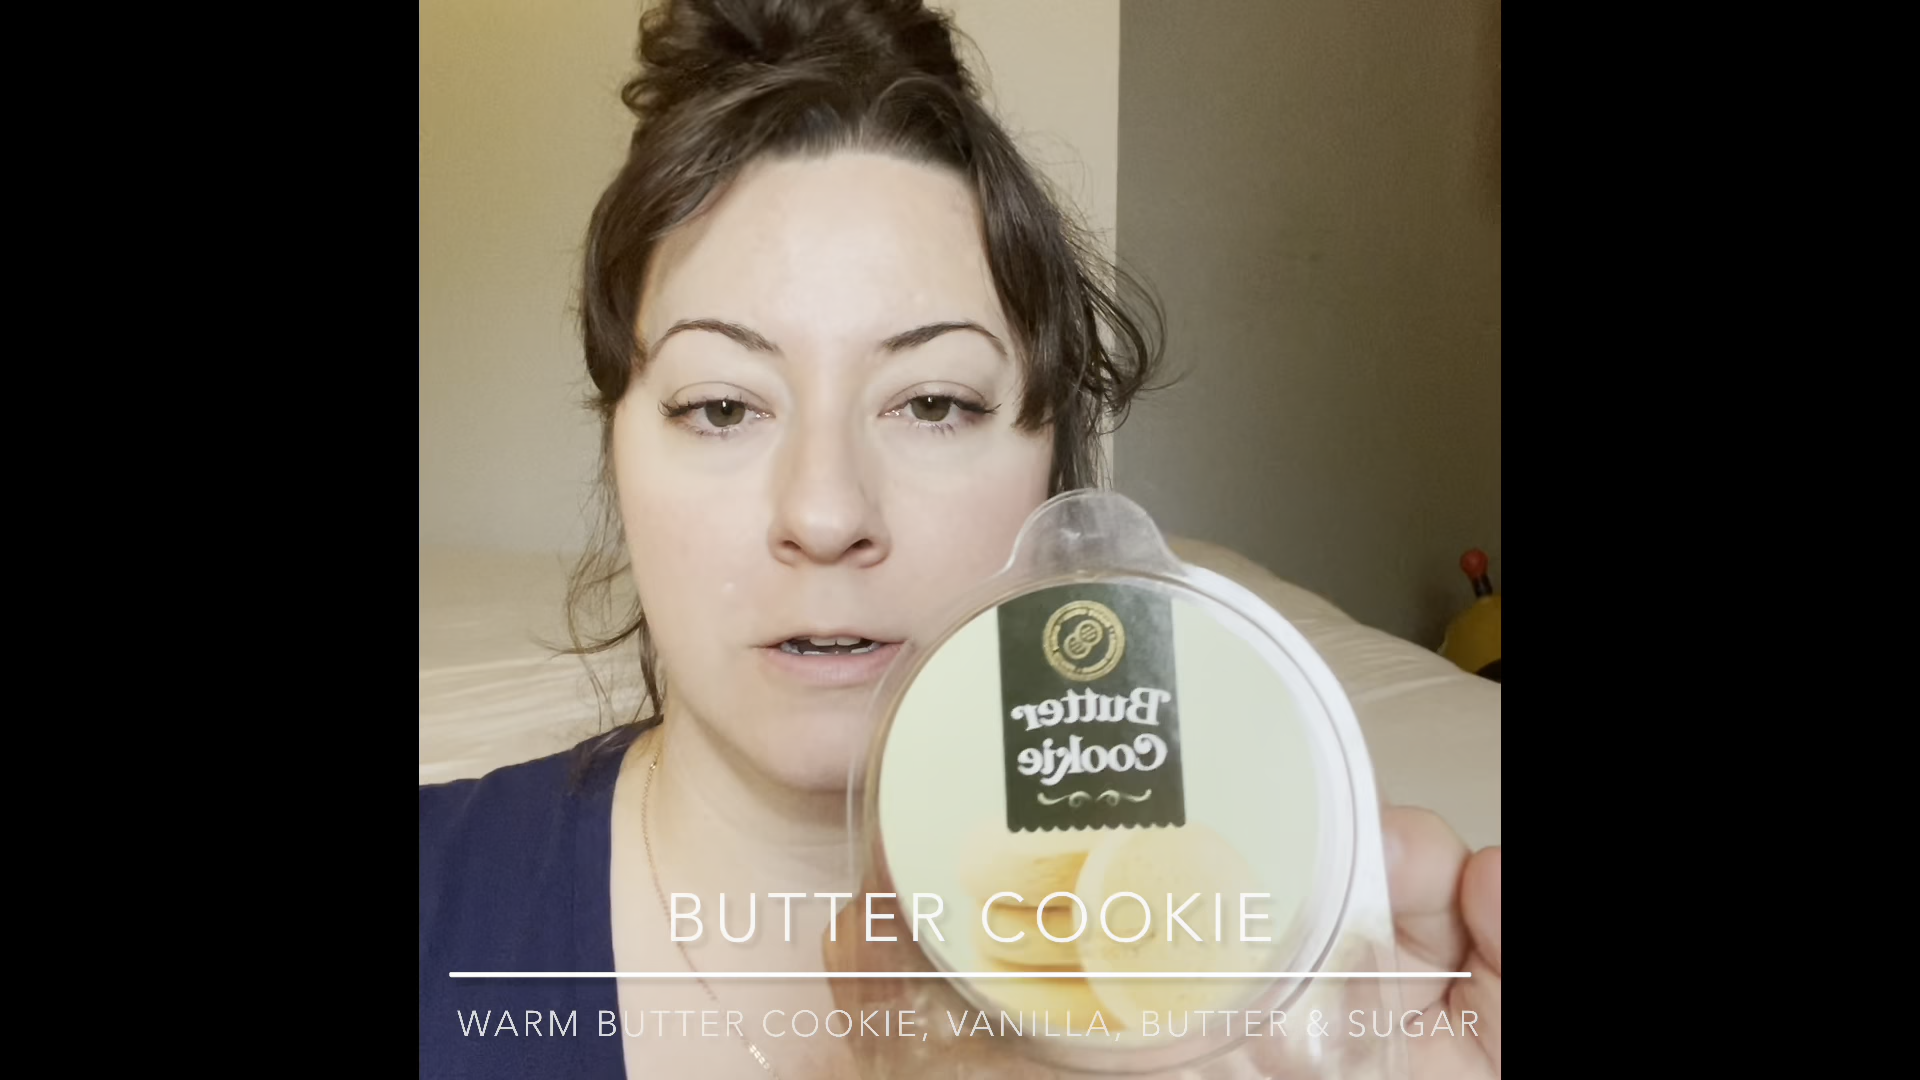 Butter
Cookie
BUTTER COOKIE
WARM BUTTER COOKIE, VANILLA, BUTTER & SUGAR